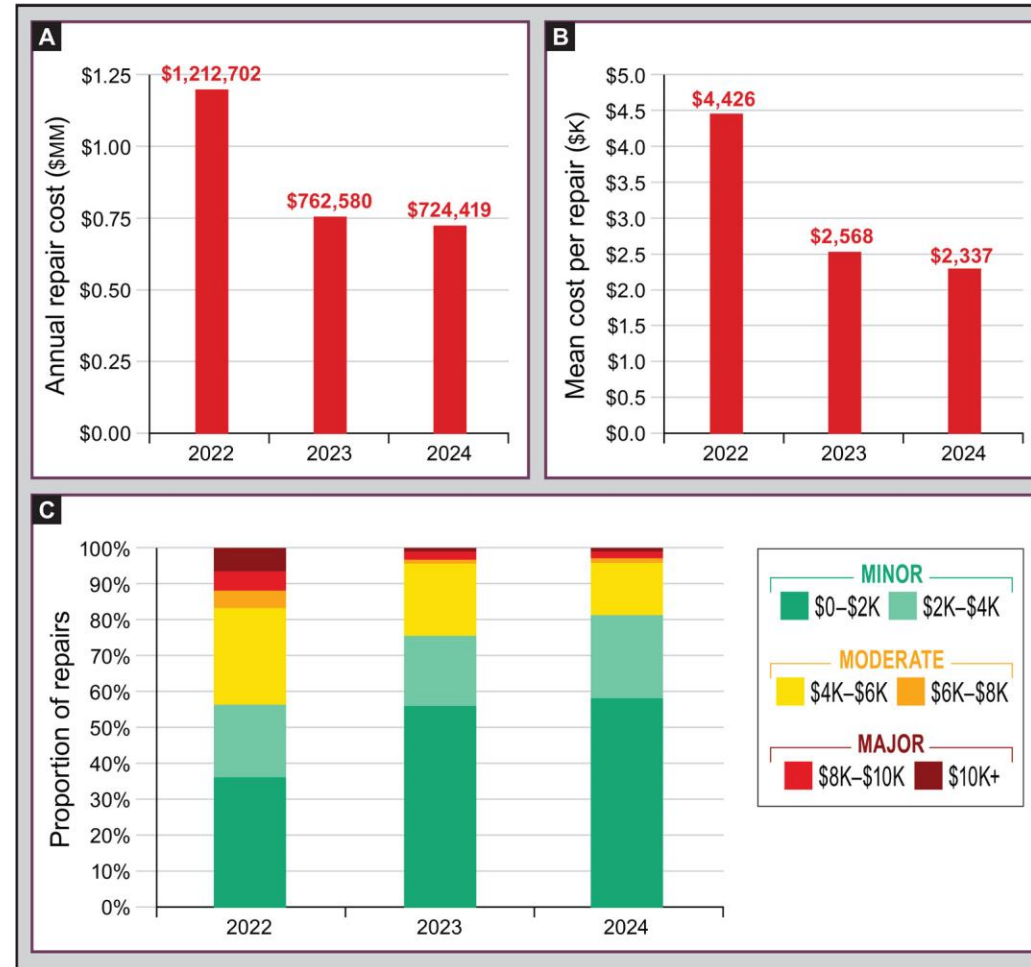 A
Annual repair cost ($MM)
$1.25
$1.00
$0.75
$0.50
$0.25
$0.00
$1,212,702
$762,580
$724,419
2022 2023 2024
B
Mean cost per repair ($K)
$5.0
$4.5
$4.0
$3.5
$3.0
$2.5
$2.0
$1.5
$1.0
$0.5
$0.0
$4,426
$2,568
$2,337
2022 2023 2024
C
Proportion of repairs
100%
90%
80%
70%
60%
50%
40%
30%
20%
10%
0%
2022 2023 2024
MINOR
$0–$2K $2K–$4K
MODERATE
$4K–$6K $6K–$8K
MAJOR
$8K–$10K $10K+